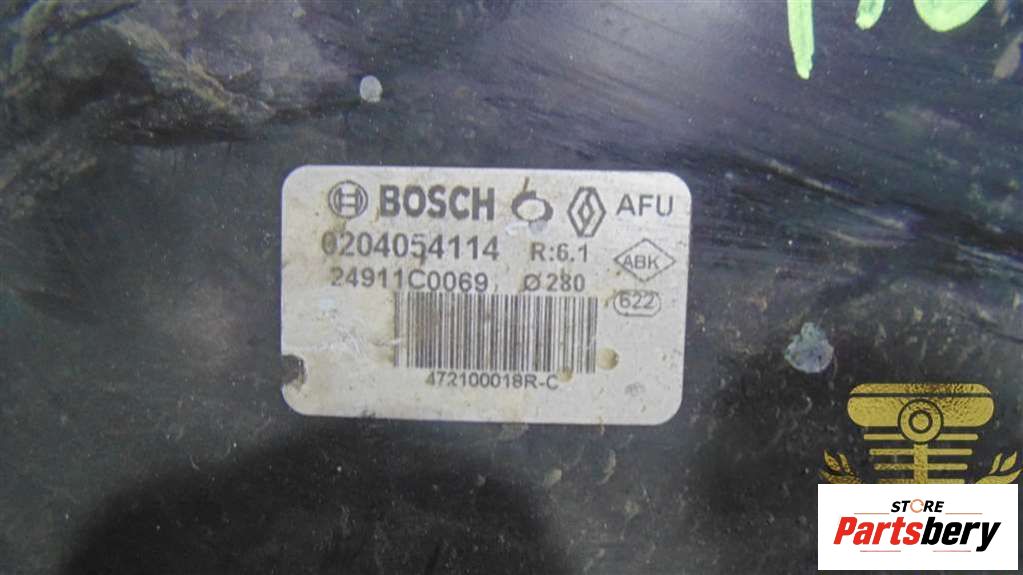 BOSCH AFU
0204054114 R:6.1 ABK
24911C0069 Ø280 622
472100018R-C
STORE
Partsbery